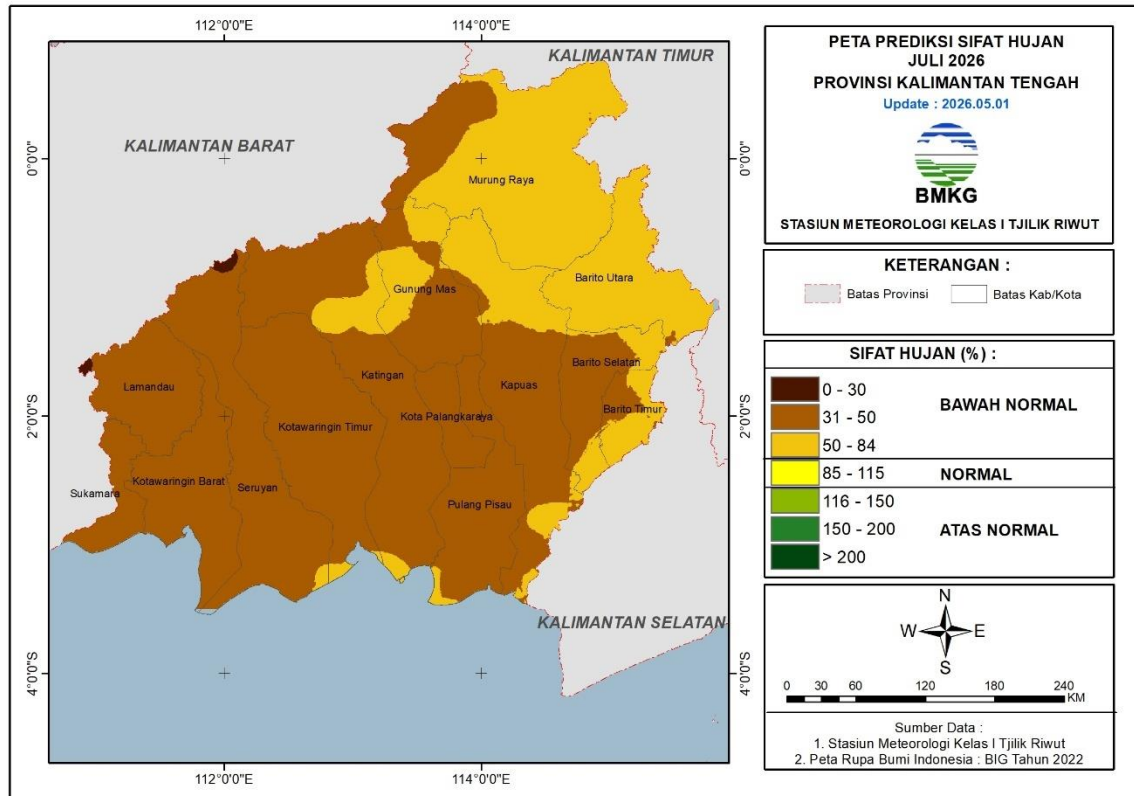 PETA PREDIKSI SIFAT HUJAN
JULI 2026
PROVINSI KALIMANTAN TENGAH
Update : 2026.05.01
BMKG
STASIUN METEOROLOGI KELAS I TJILIK RIWUT
KETERANGAN :
Batas Provinsi
Batas Kab/Kota
SIFAT HUJAN (%) :
0 - 30
31 - 50
50 - 84
BAWAH NORMAL
85 - 115
NORMAL
116 - 150
150 - 200
> 200
ATAS NORMAL
N
W
E
S
0 30 60 120 180 240
KM
Sumber Data :
1. Stasiun Meteorologi Kelas I Tjilik Riwut
2. Peta Rupa Bumi Indonesia : BIG Tahun 2022
112°0'0"E
114°0'0"E
KALIMANTAN TIMUR
KALIMANTAN BARAT
0°0'0"
0°0'0"
Murung Raya
Barito Utara
Gunung Mas
Barito Selatan
Lamandau
Katingan
Kapuas
Barito Timur
2°0'0"S
2°0'0"S
Kota Palangkaraya
Kotawaringin Timur
Sukamara
Kotawaringin Barat
Seruyan
Pulang Pisau
KALIMANTAN SELATAN
4°0'0"S
4°0'0"S
112°0'0"E
114°0'0"E